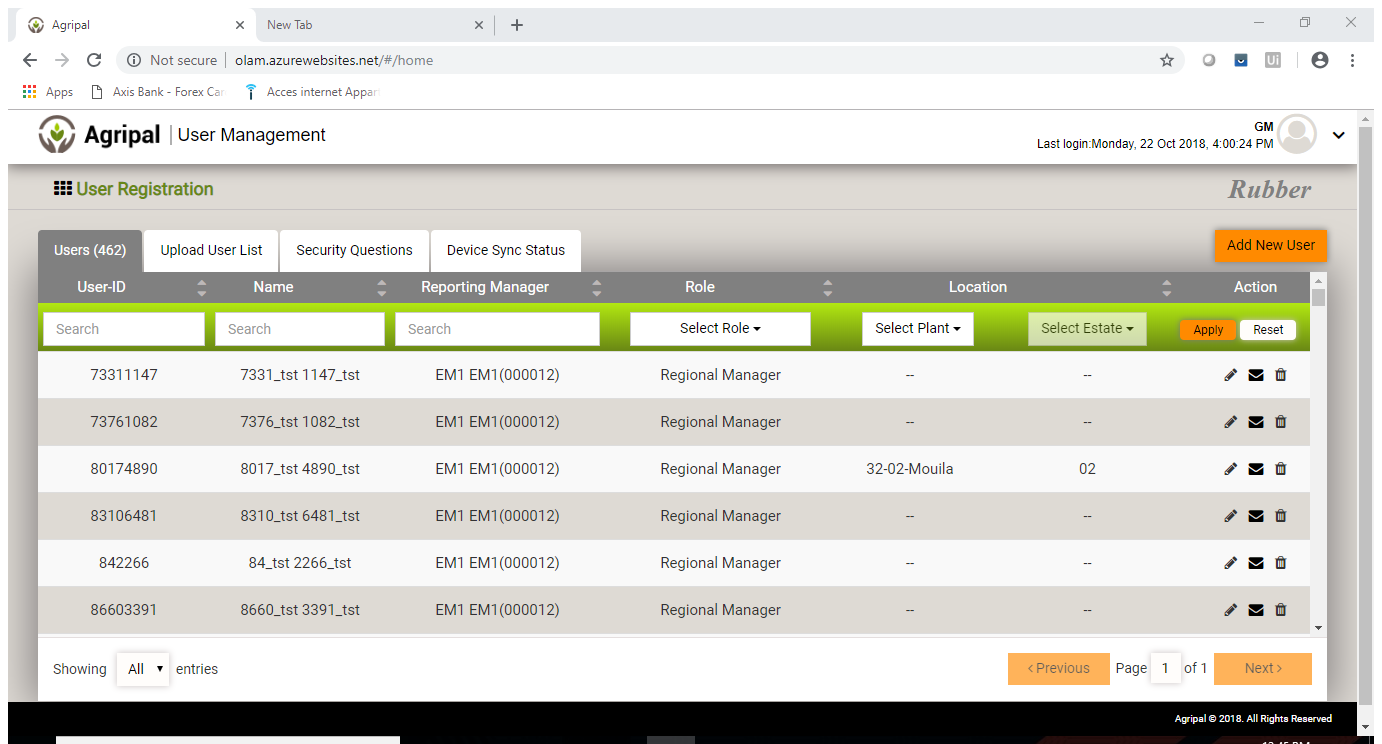 Agripal New Tab
Not secure olam.azurewebsites.net/#/home Ui
Apps Axis Bank - Forex Car Acces internet Appar
Agripal | User Management
GM
Last login:Monday, 22 Oct 2018, 4:00:24 PM
User Registration Rubber
Users (462) Upload User List Security Questions Device Sync Status Add New User
User-ID Name Reporting Manager Role Location Action
Search Search Search Select Role Select Plant Select Estate Apply Reset
73311147 7331_tst 1147_tst EM1 EM1(000012) Regional Manager -- --
73761082 7376_tst 1082_tst EM1 EM1(000012) Regional Manager -- --
80174890 8017_tst 4890_tst EM1 EM1(000012) Regional Manager 32-02-Mouila 02
83106481 8310_tst 6481_tst EM1 EM1(000012) Regional Manager -- --
842266 84_tst 2266_tst EM1 EM1(000012) Regional Manager -- --
86603391 8660_tst 3391_tst EM1 EM1(000012) Regional Manager -- --
Showing All entries < Previous Page 1 of 1 Next >
Agripal © 2018. All Rights Reserved